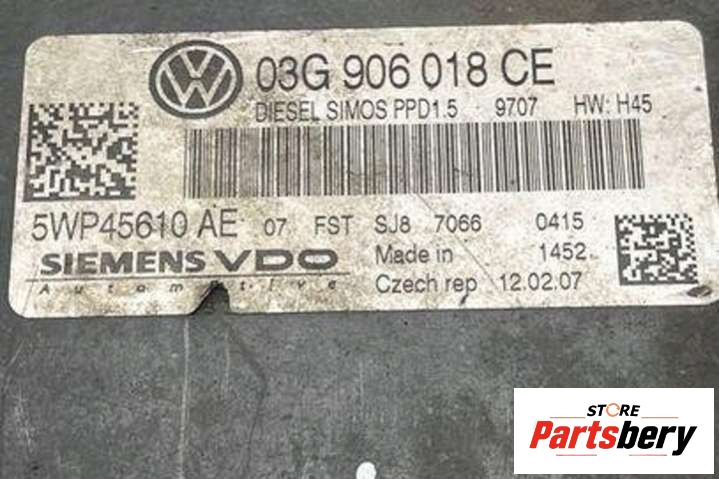 03G 906 018 CE
DIESEL SIMOS PPD1.5 9707 HW: H45
5WP45610 AE 07 FST SJ8 7066 0415
SIEMENS VDO Made in 1452
Automotive Czech rep 12.02.07
STORE
Partsbery